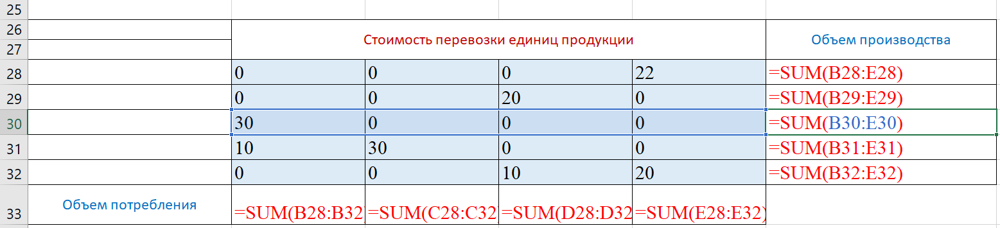 25
26
Стоимость перевозки единиц продукции
Объем производства
27
28 0 0 0 22 =SUM(B28:E28)
29 0 0 20 0 =SUM(B29:E29)
30 30 0 0 0 =SUM(B30:E30)
31 10 30 0 0 =SUM(B31:E31)
32 0 0 10 20 =SUM(B32:E32)
33 Объем потребления =SUM(B28:B32 =SUM(C28:C32 =SUM(D28:D32 =SUM(E28:E32)